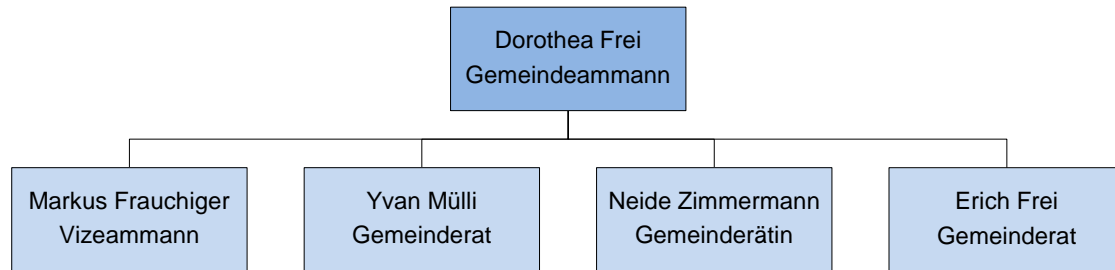 Dorothea Frei
Gemeindeammann
Markus Frauchiger
Vizeammann
Yvan Mülli
Gemeinderat
Neide Zimmermann
Gemeinderätin
Erich Frei
Gemeinderat